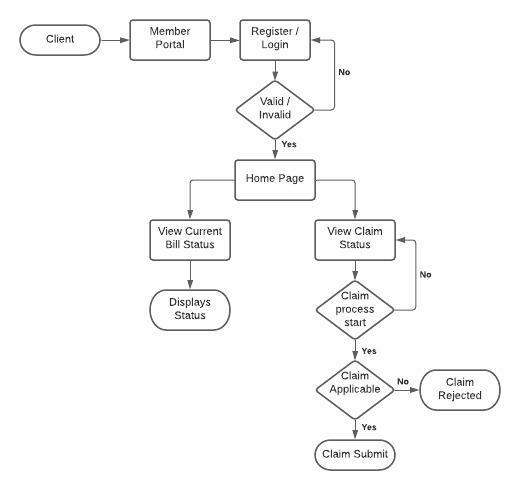 Client
Member
Portal
Register /
Login
No
Valid /
Invalid
Yes
Home Page
View Current
Bill Status
View Claim
Status
No
Displays
Status
Claim
process
start
Yes
Claim
Applicable
No
Claim
Rejected
Yes
Claim Submit